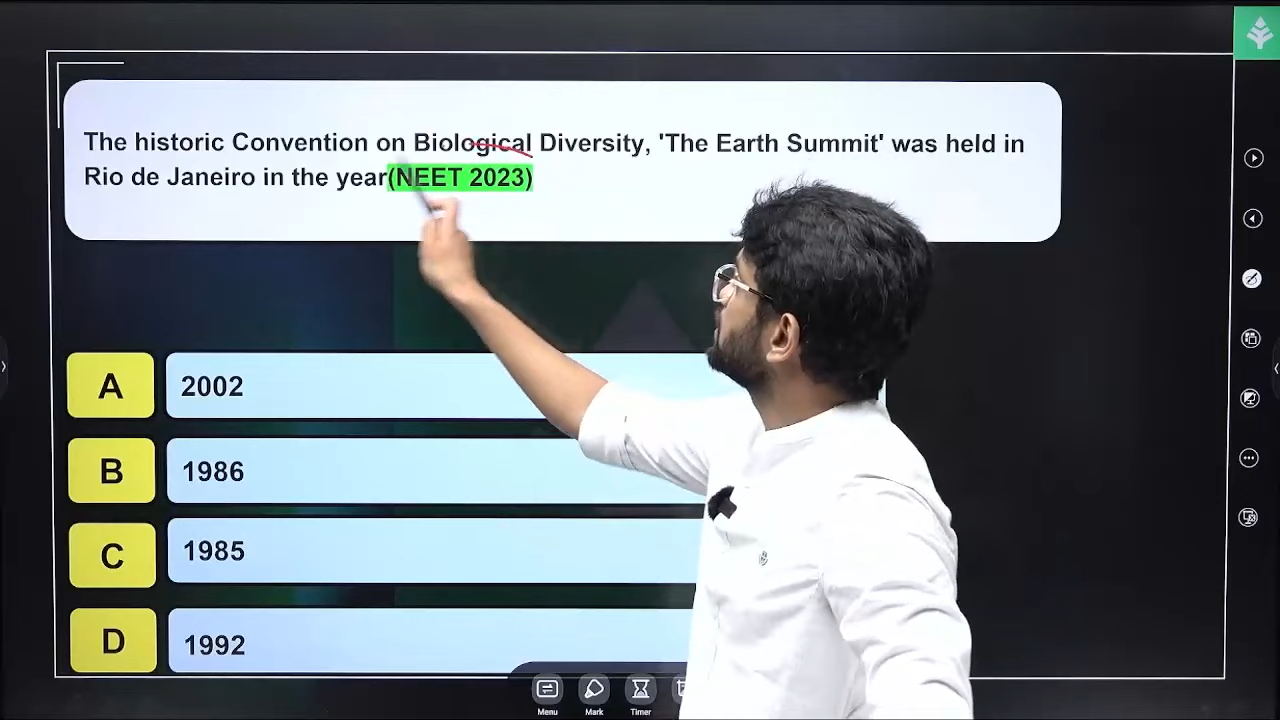 The historic Convention on Biological Diversity, 'The Earth Summit' was held in
Rio de Janeiro in the year(NEET 2023)
A 2002
B 1986
C 1985
D 1992
Menu
Mark
Timer